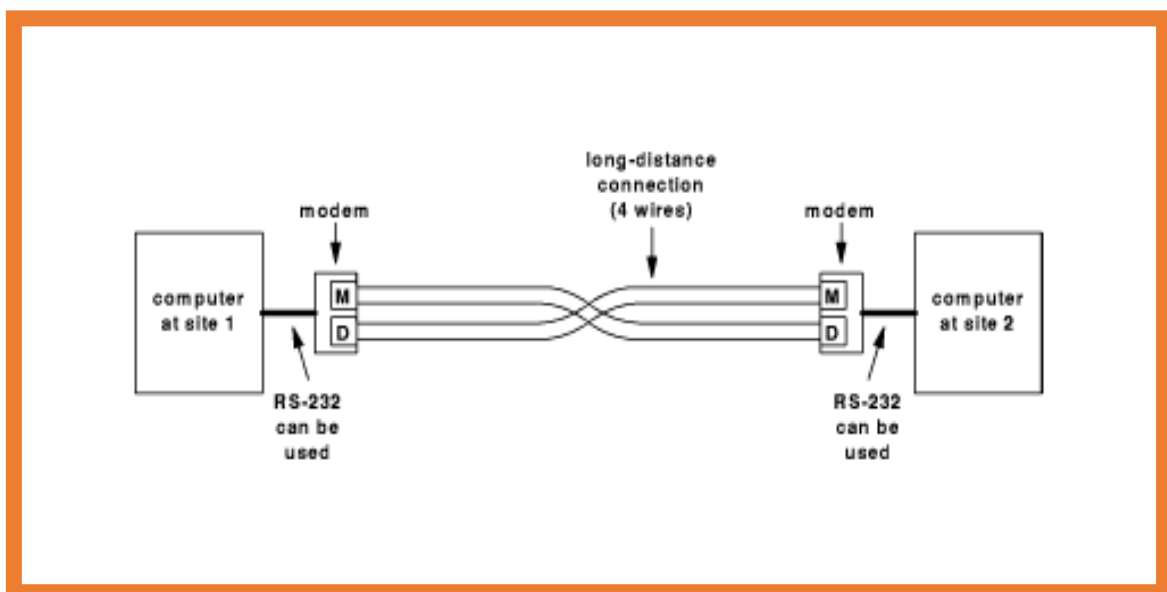 long-distance
connection
(4 wires)
modem
modem
computer
at site 1
M
D
M
D
computer
at site 2
RS-232
can be
used
RS-232
can be
used